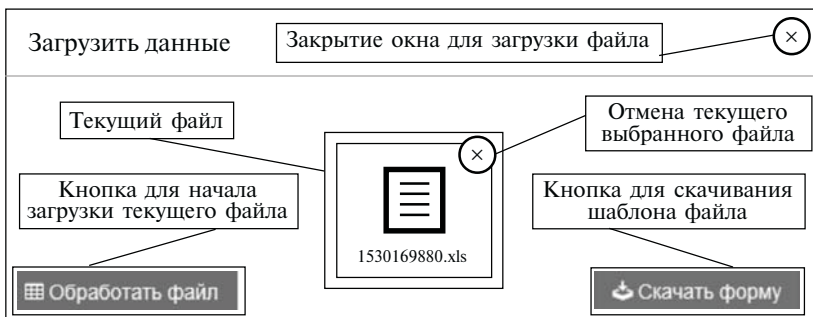 Загрузить данные
Закрытие окна для загрузки файла
×
Текущий файл
Отмена текущего
выбранного файла
×
Кнопка для начала
загрузки текущего файла
Кнопка для скачивания
шаблона файла
1530169880.xls
Обработать файл
Скачать форму